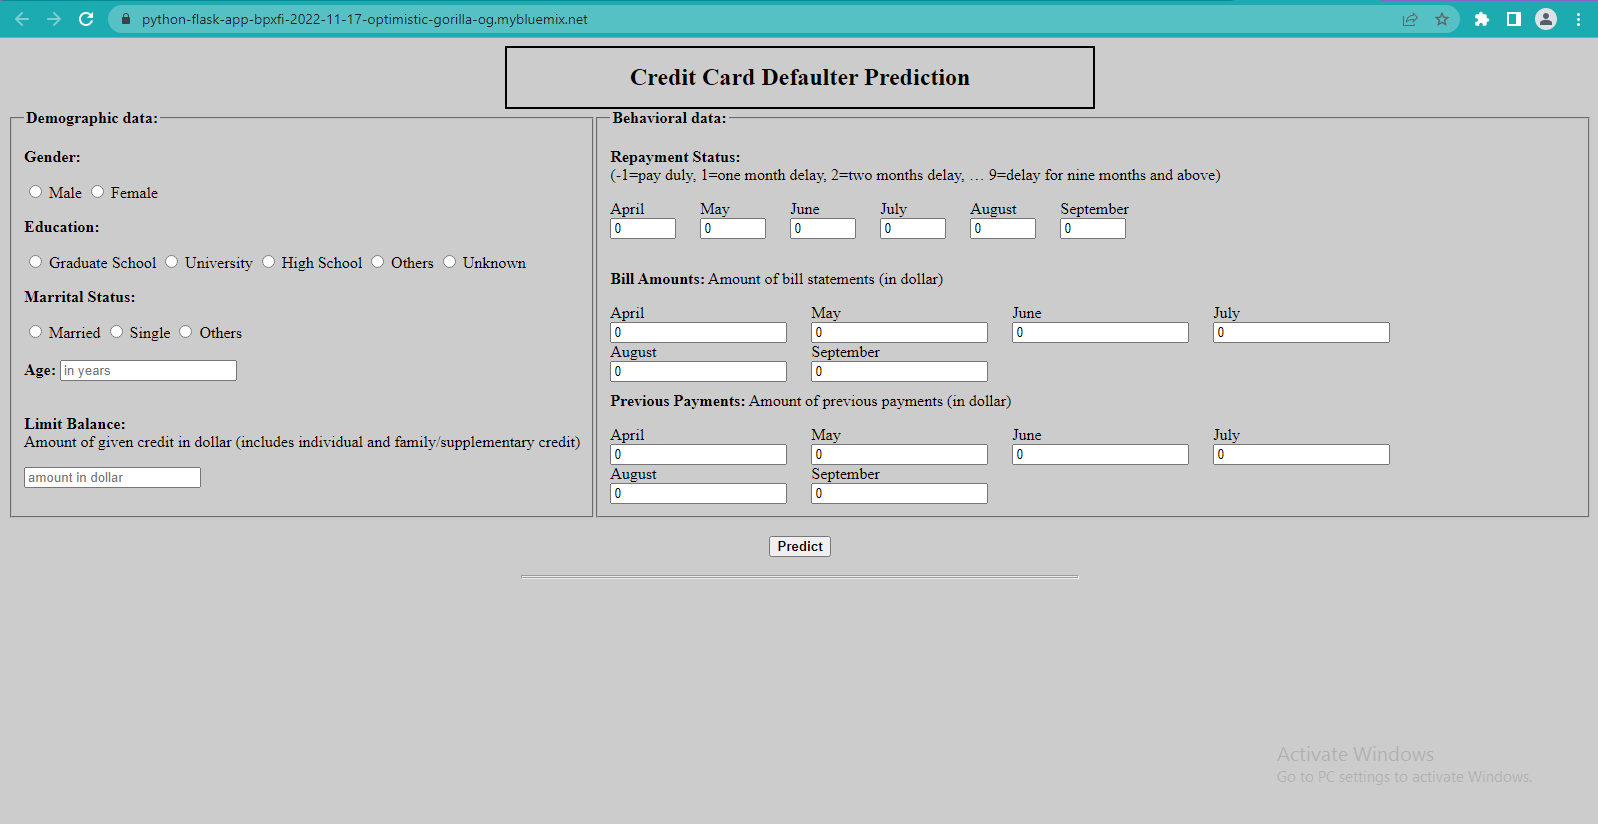 python-flask-app-bpxfi-2022-11-17-optimistic-gorilla-og.mybluemix.net
Credit Card Defaulter Prediction
Demographic data:
Gender:
Male Female
Education:
Graduate School University High School Others Unknown
Marrital Status:
Married Single Others
Age: in years
Limit Balance:
Amount of given credit in dollar (includes individual and family/supplementary credit)
amount in dollar
Behavioral data:
Repayment Status:
(-1=pay duly, 1=one month delay, 2=two months delay, … 9=delay for nine months and above)
April May June July August September
0 0 0 0 0 0
Bill Amounts: Amount of bill statements (in dollar)
April May June July
0 0 0 0
August September
0 0
Previous Payments: Amount of previous payments (in dollar)
April May June July
0 0 0 0
August September
0 0
Predict
Activate Windows
Go to PC settings to activate Windows.